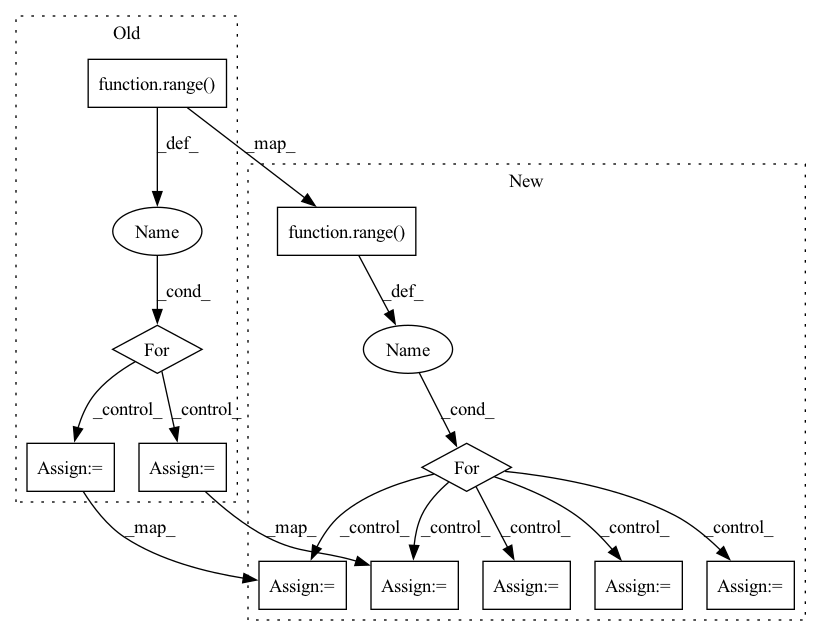 Old
function.range()
_def_
_map_
New
Name
function.range()
_cond_
_def_
For
Name
_control_
_control_
_cond_
Assign:=
Assign:=
For
_map_
_map_
_control_
_control_
_control_
_control_
_control_
Assign:=
Assign:=
Assign:=
Assign:=
Assign:=